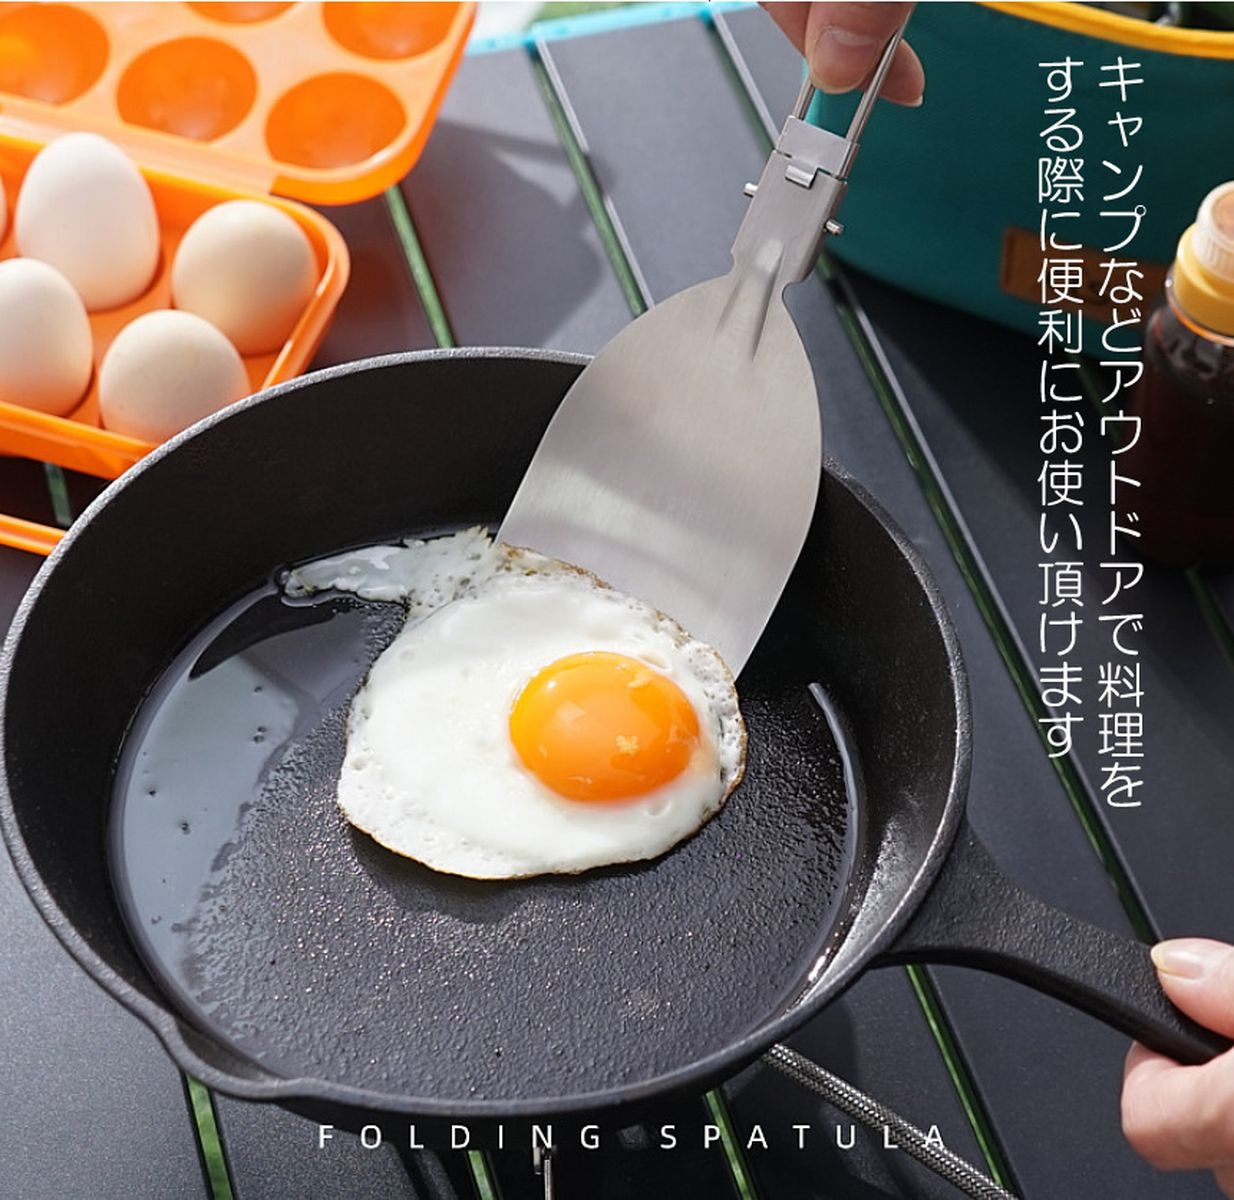 キャンプなどアウトドアで料理を
する際に便利にお使い頂けます
FOLDING SPATULA